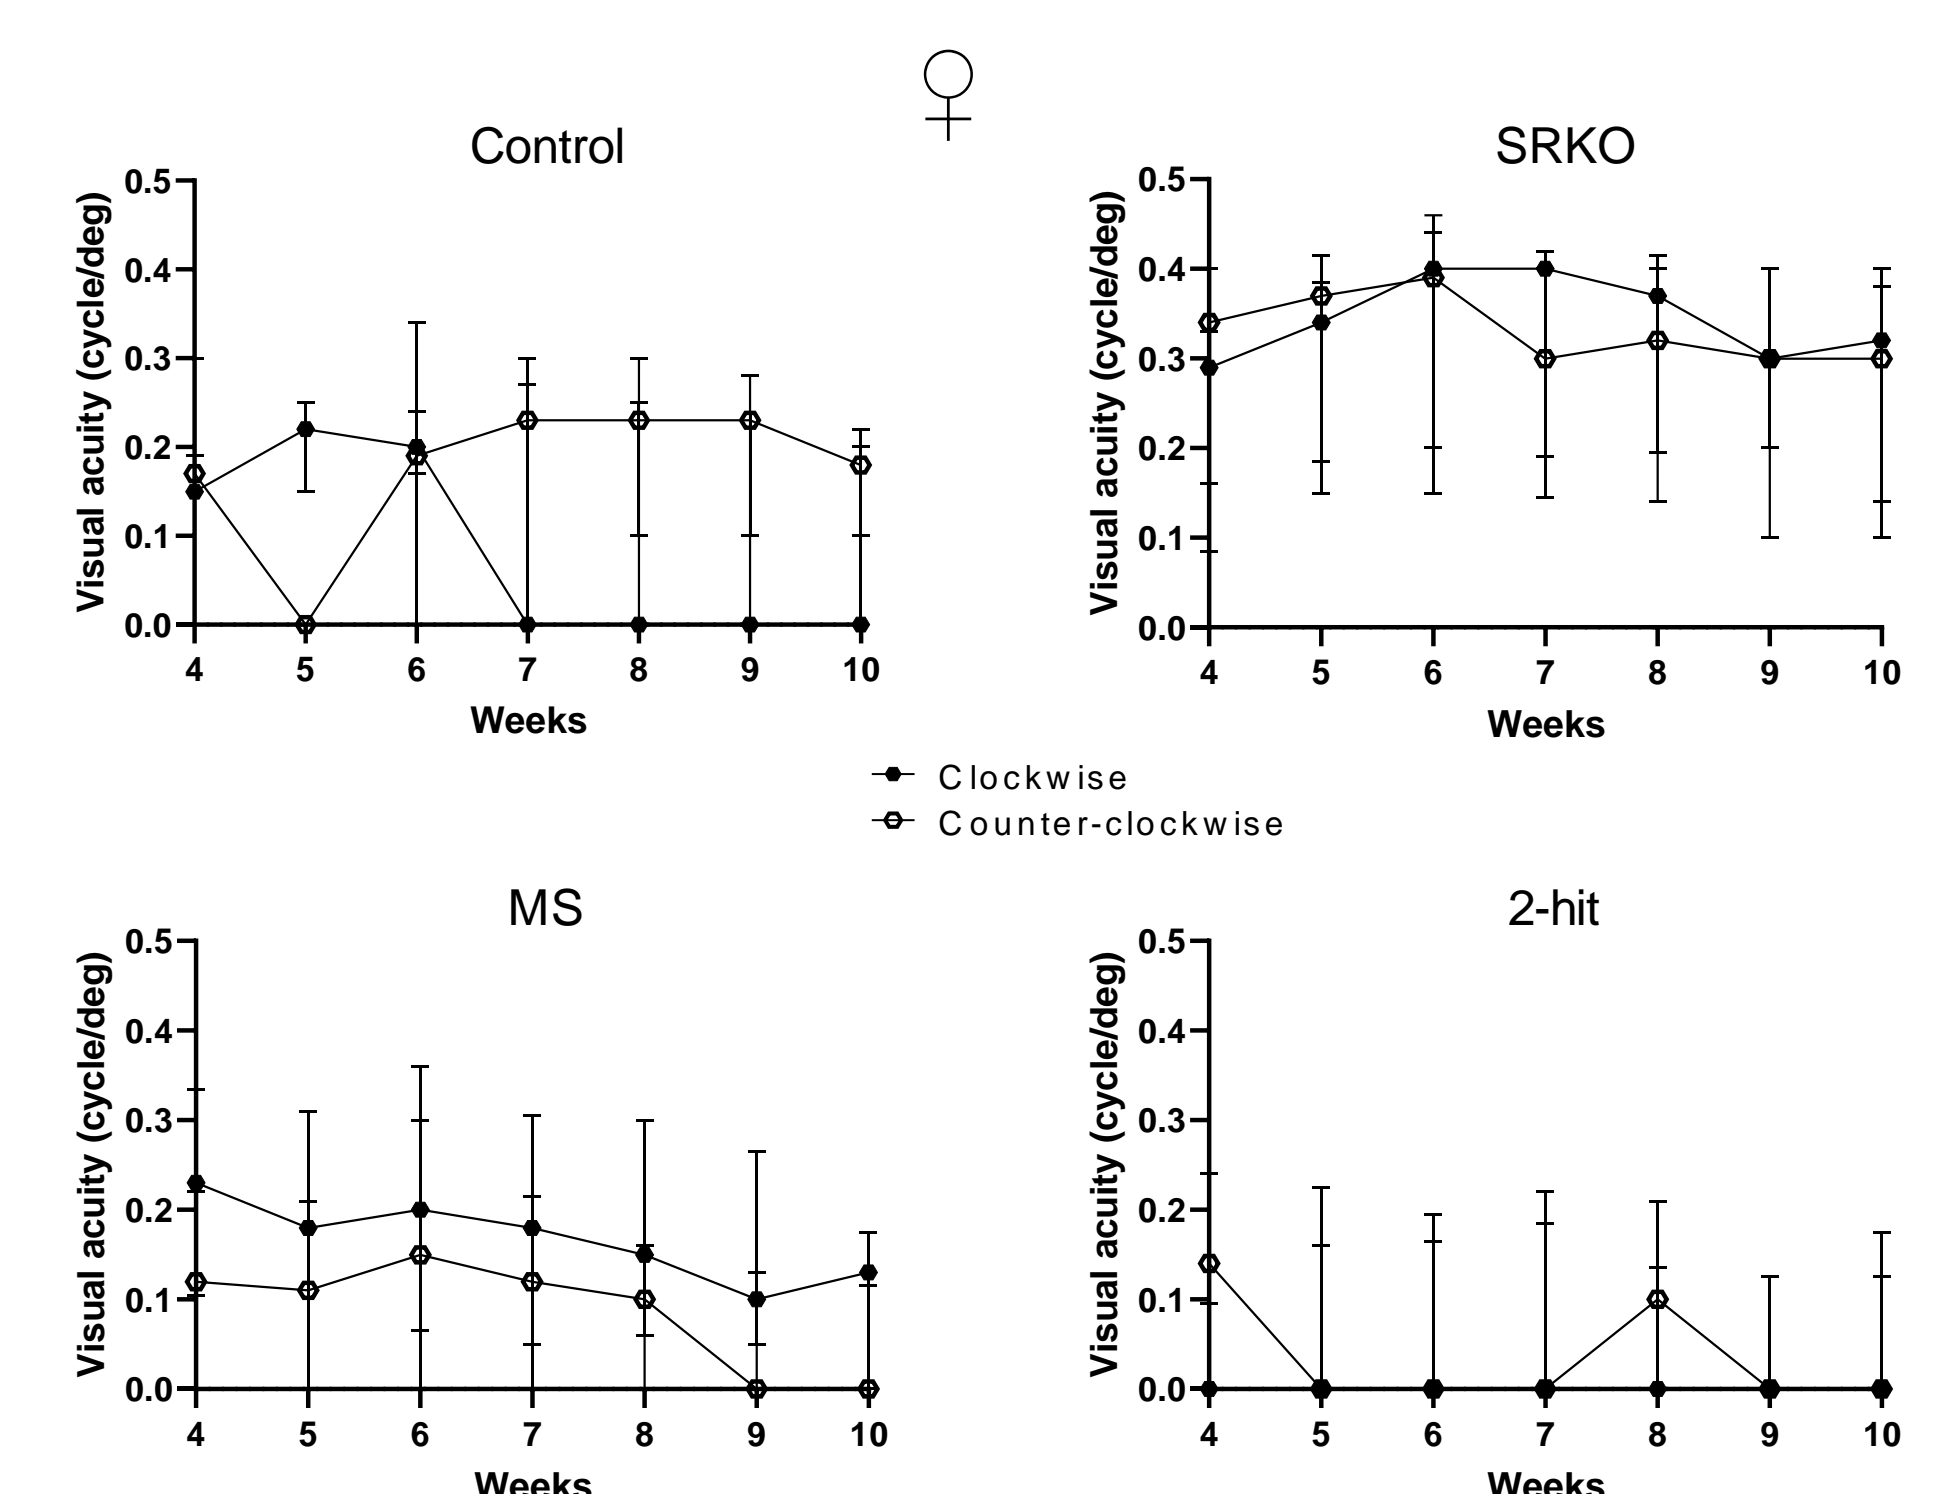 ♀
Control
Visual acuity (cycle/deg)
0.5
0.4
0.3
0.2
0.1
0.0
4 5 6 7 8 9 10
Weeks
SRKO
Visual acuity (cycle/deg)
0.5
0.4
0.3
0.2
0.1
0.0
4 5 6 7 8 9 10
Weeks
Clockwise
Counter-clockwise
MS
Visual acuity (cycle/deg)
0.5
0.4
0.3
0.2
0.1
0.0
4 5 6 7 8 9 10
Weeks
2-hit
Visual acuity (cycle/deg)
0.5
0.4
0.3
0.2
0.1
0.0
4 5 6 7 8 9 10
Weeks